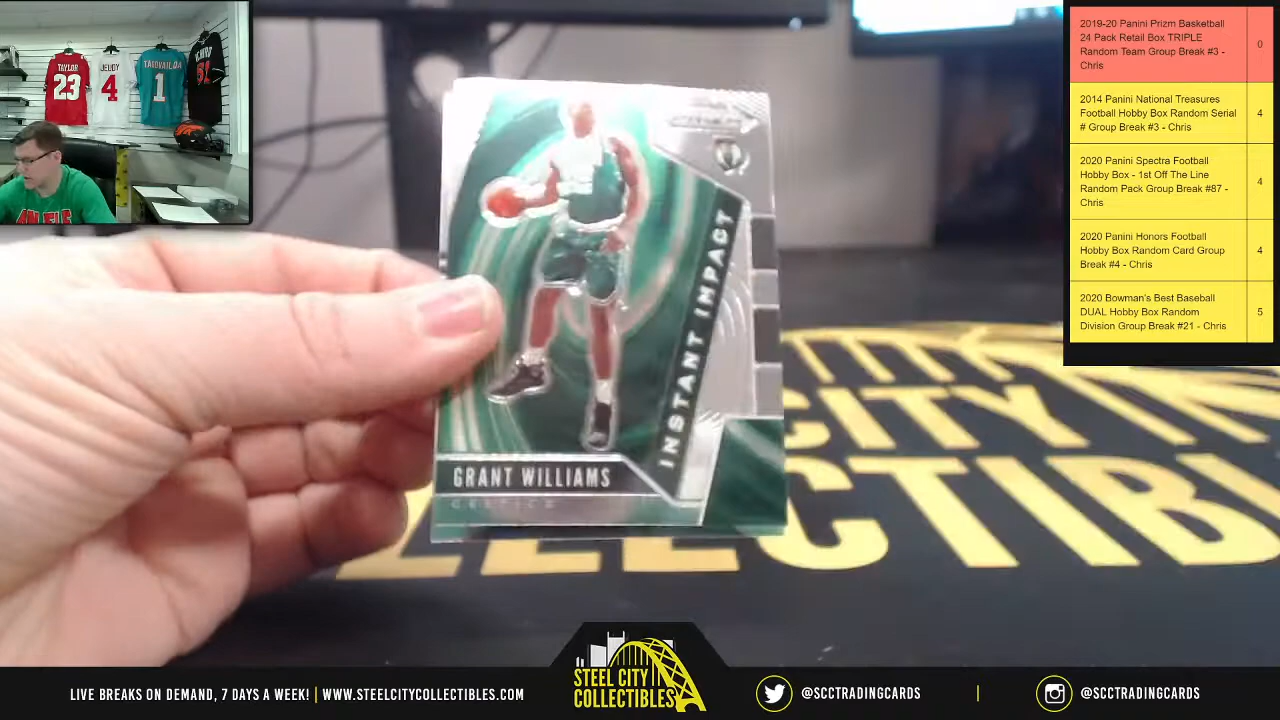 TAYLOR
23
JEUDY
4
TAGOVAILOA
1
2019-20 Panini Prizm Basketball
24 Pack Retail Box TRIPLE
Random Team Group Break #3 -
Chris
0
2014 Panini National Treasures
Football Hobby Box Random Serial
# Group Break #3 - Chris
4
2020 Panini Spectra Football
Hobby Box - 1st Off The Line
Random Pack Group Break #87 -
Chris
4
2020 Panini Honors Football
Hobby Box Random Card Group
Break #4 - Chris
4
2020 Bowman's Best Baseball
DUAL Hobby Box Random
Division Group Break #21 - Chris
5
INSTANT IMPACT
GRANT WILLIAMS
CELTICS
CITY
LLECTIBL
STEEL CITY
COLLECTIBLES
LIVE BREAKS ON DEMAND, 7 DAYS A WEEK! | WWW.STEELCITYCOLLECTIBLES.COM
@SCCTRADINGCARDS
@SCCTRADINGCARDS